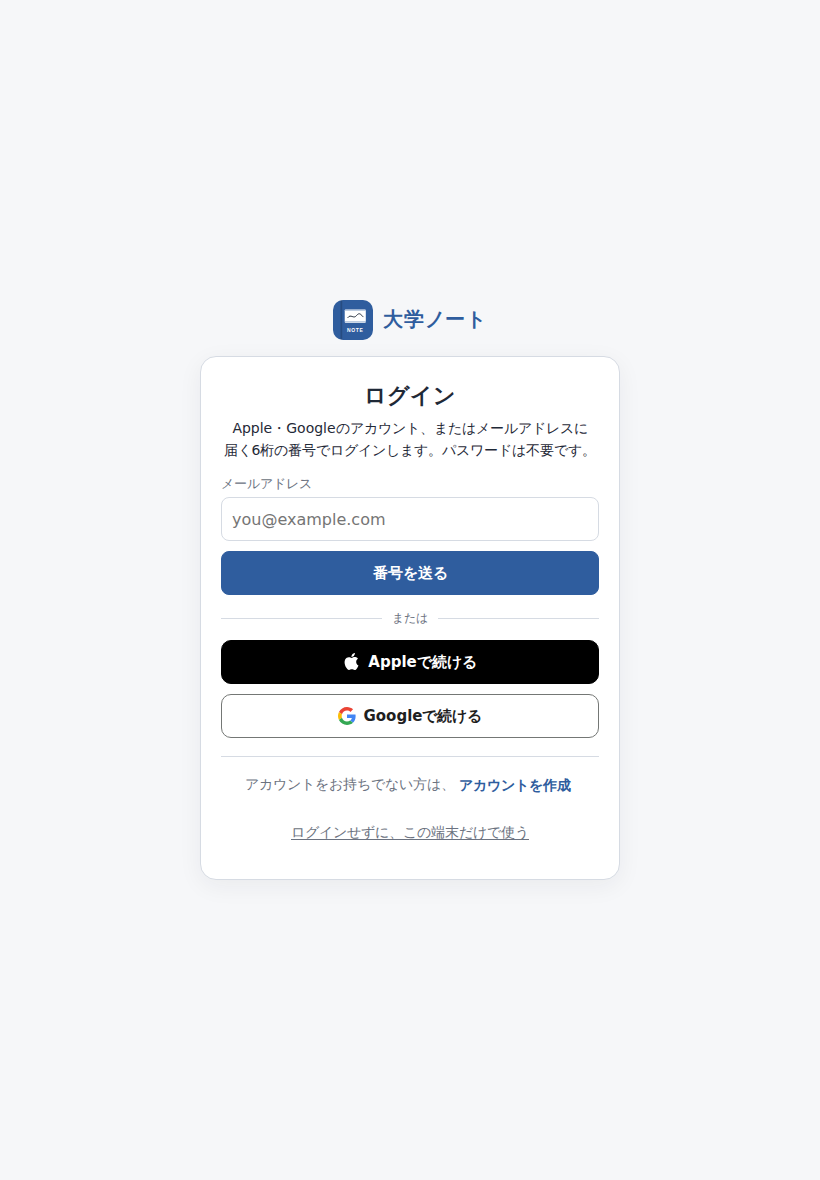 NOTE
大学ノート
ログイン
Apple・Googleのアカウント、またはメールアドレスに
届く6桁の番号でログインします。パスワードは不要です。
メールアドレス
you@example.com
番号を送る
または
Appleで続ける
Googleで続ける
アカウントをお持ちでない方は、 アカウントを作成
ログインせずに、この端末だけで使う